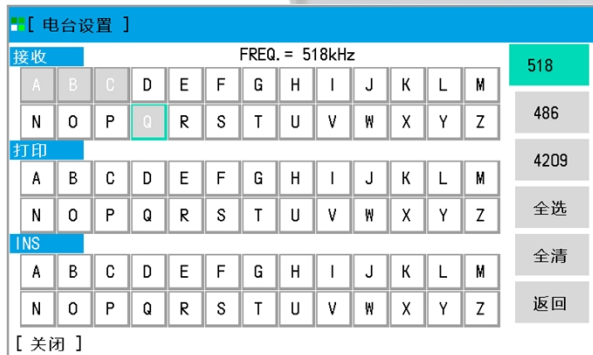 [ 电台设置 ]
接收 FREQ. = 518kHz
A B C D E F G H I J K L M
N O P Q R S T U V W X Y Z
打印
A B C D E F G H I J K L M
N O P Q R S T U V W X Y Z
INS
A B C D E F G H I J K L M
N O P Q R S T U V W X Y Z
[ 关闭 ]
518
486
4209
全选
全清
返回